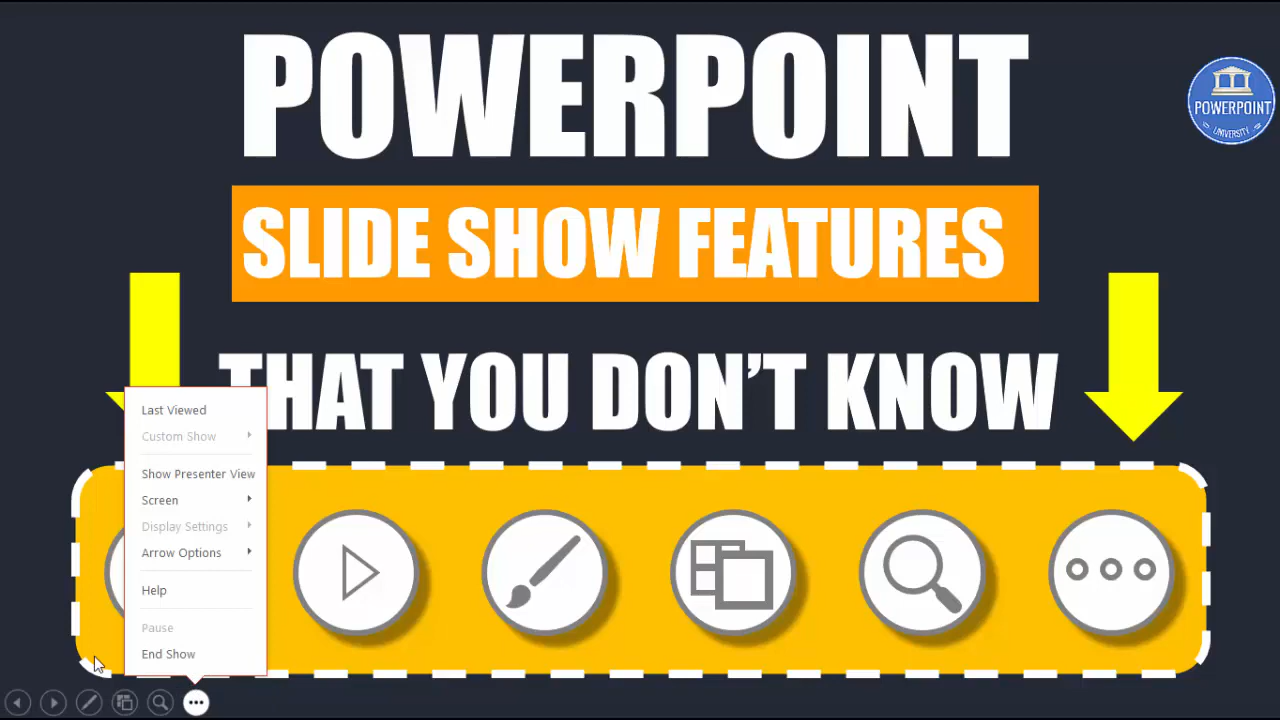 POWERPOINT
POWERPOINT
UNIVERSITY
SLIDE SHOW FEATURES
THAT YOU DON'T KNOW
Last Viewed
Custom Show
Show Presenter View
Screen
Display Settings
Arrow Options
Help
Pause
End Show